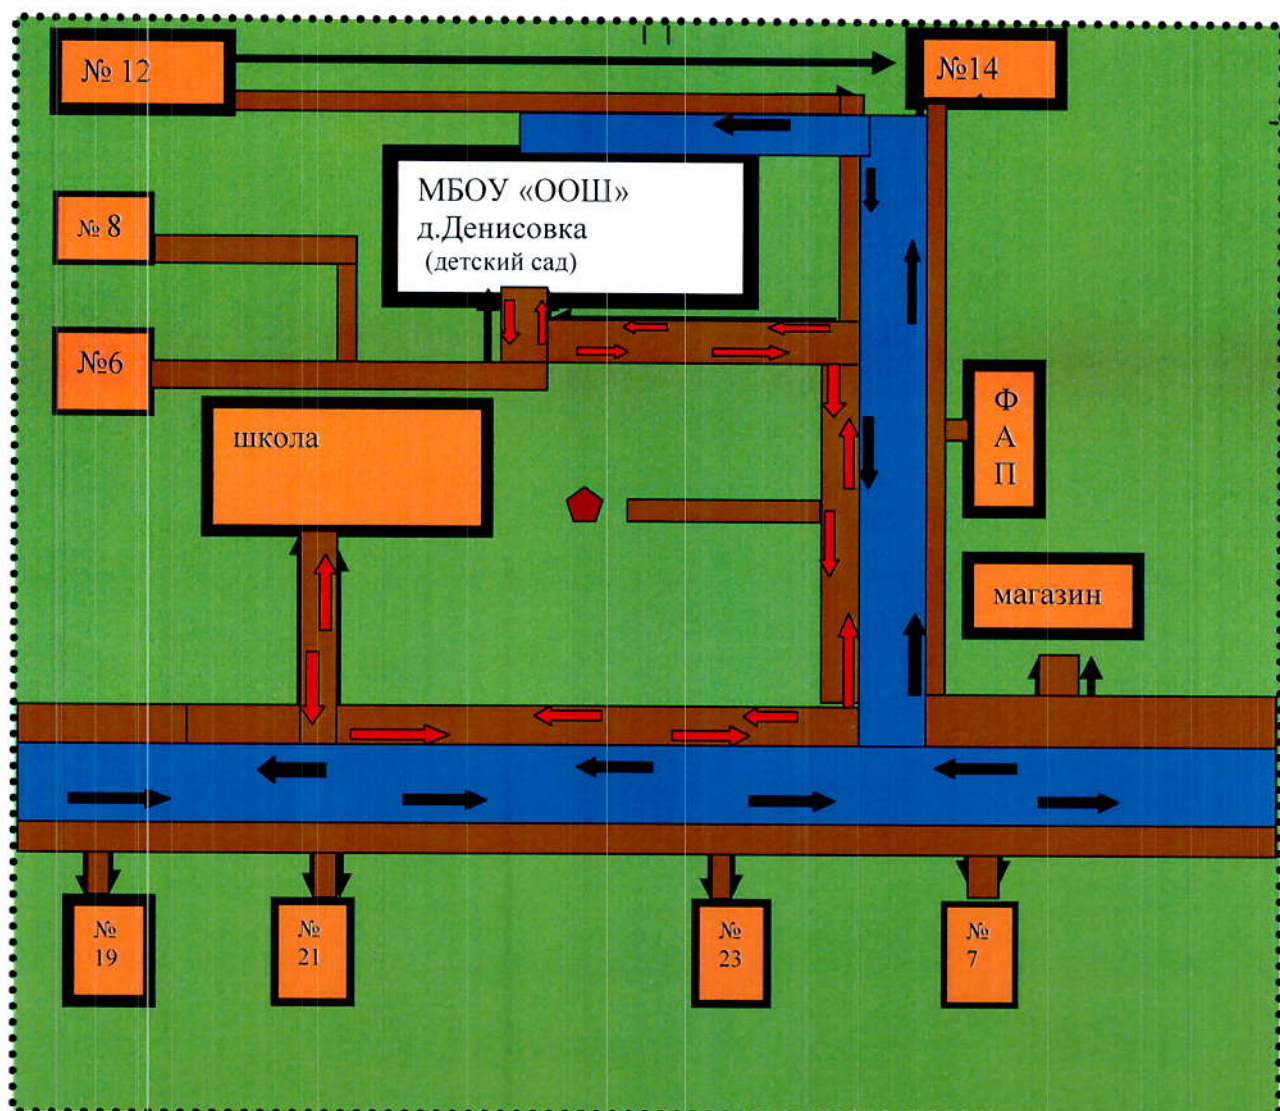 № 12
№14
МБОУ «ООШ»
д.Денисовка
(детский сад)
№ 8
№6
школа
Ф
А
П
магазин
№
19
№
21
№
23
№
7